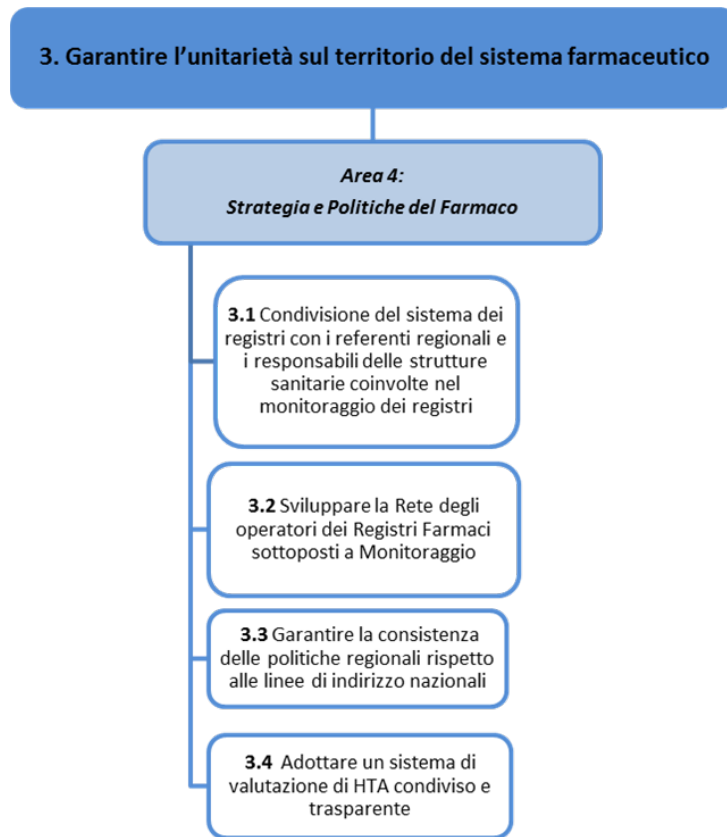 3. Garantire l'unitarietà sul territorio del sistema farmaceutico
Area 4:
Strategia e Politiche del Farmaco
3.1 Condivisione del sistema dei
registri con i referenti regionali e
i responsabili delle strutture
sanitarie coinvolte nel
monitoraggio dei registri
3.2 Sviluppare la Rete degli
operatori dei Registri Farmaci
sottoposti a Monitoraggio
3.3 Garantire la consistenza
delle politiche regionali rispetto
alle linee di indirizzo nazionali
3.4 Adottare un sistema di
valutazione di HTA condiviso e
trasparente